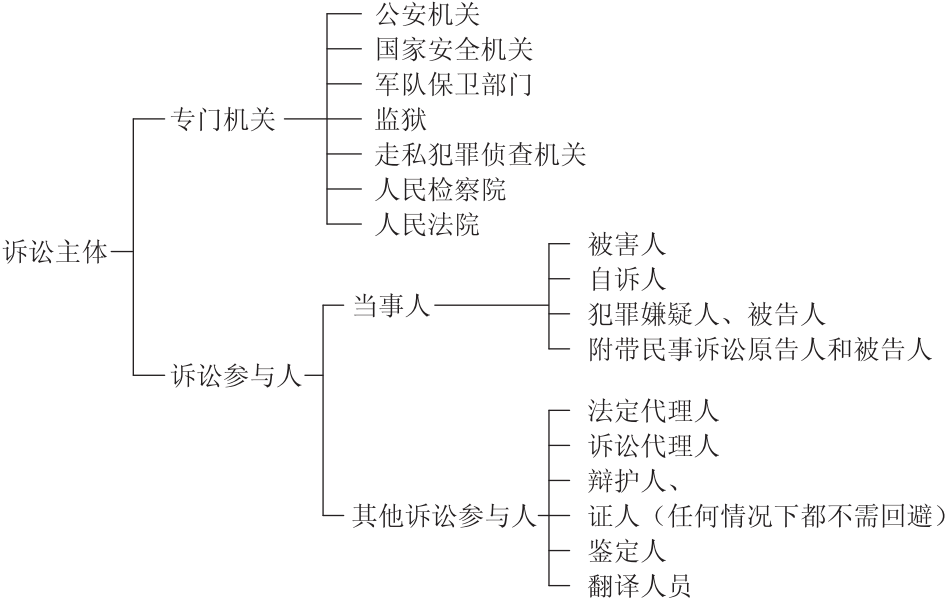 公安机关
国家安全机关
军队保卫部门
专门机关
监狱
走私犯罪侦查机关
人民检察院
人民法院
诉讼主体
被害人
自诉人
当事人
犯罪嫌疑人、被告人
附带民事诉讼原告人和被告人
诉讼参与人
法定代理人
诉讼代理人
辩护人、
其他诉讼参与人
证人（任何情况下都不需回避）
鉴定人
翻译人员